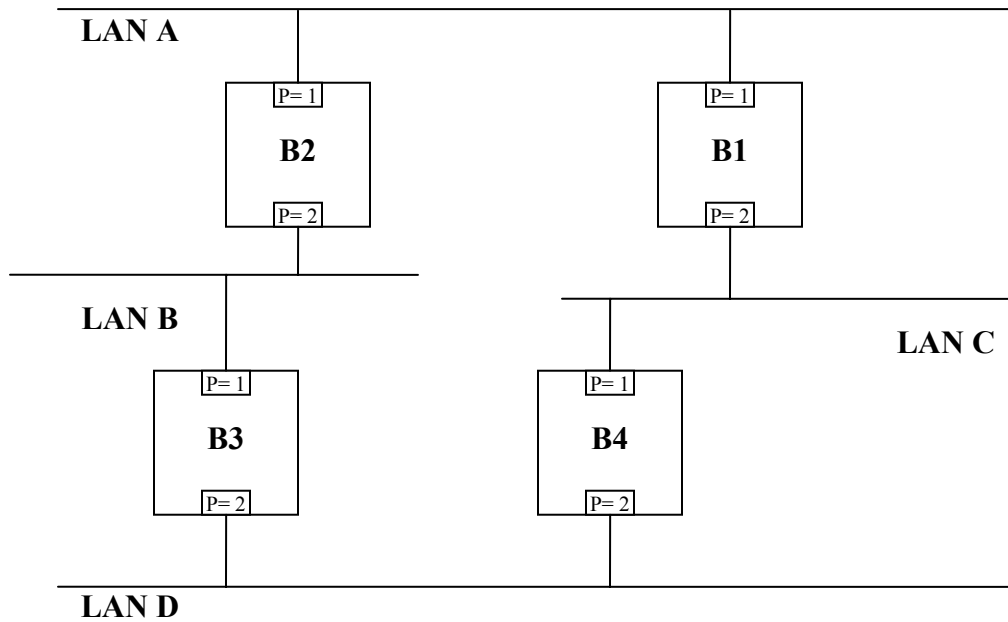 LAN A
P= 1
P= 1
B2
B1
P= 2
P= 2
LAN B
LAN C
P= 1
P= 1
B3
B4
P= 2
P= 2
LAN D